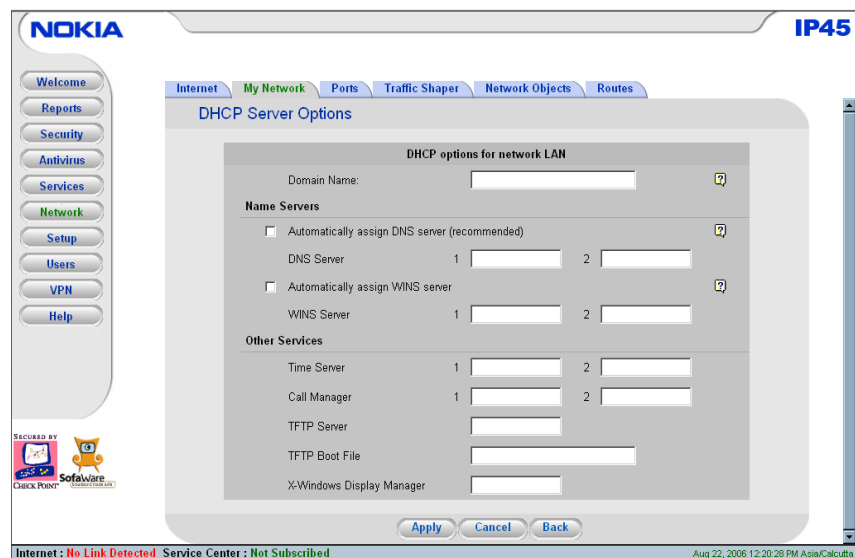 NOKIA
IP45
Welcome
Reports
Security
Antivirus
Services
Network
Setup
Users
VPN
Help
Internet My Network Ports Traffic Shaper Network Objects Routes
DHCP Server Options
DHCP options for network LAN
Domain Name: ?
Name Servers
Automatically assign DNS server (recommended) ?
DNS Server 1 2
Automatically assign WINS server ?
WINS Server 1 2
Other Services
Time Server 1 2
Call Manager 1 2
TFTP Server
TFTP Boot File
X-Windows Display Manager
Apply Cancel Back
SECURED BY
CHECK POINT
SofaWare
Internet : No Link Detected Service Center : Not Subscribed
Aug 22, 2006 12:20:28 PM Asia/Calcutta